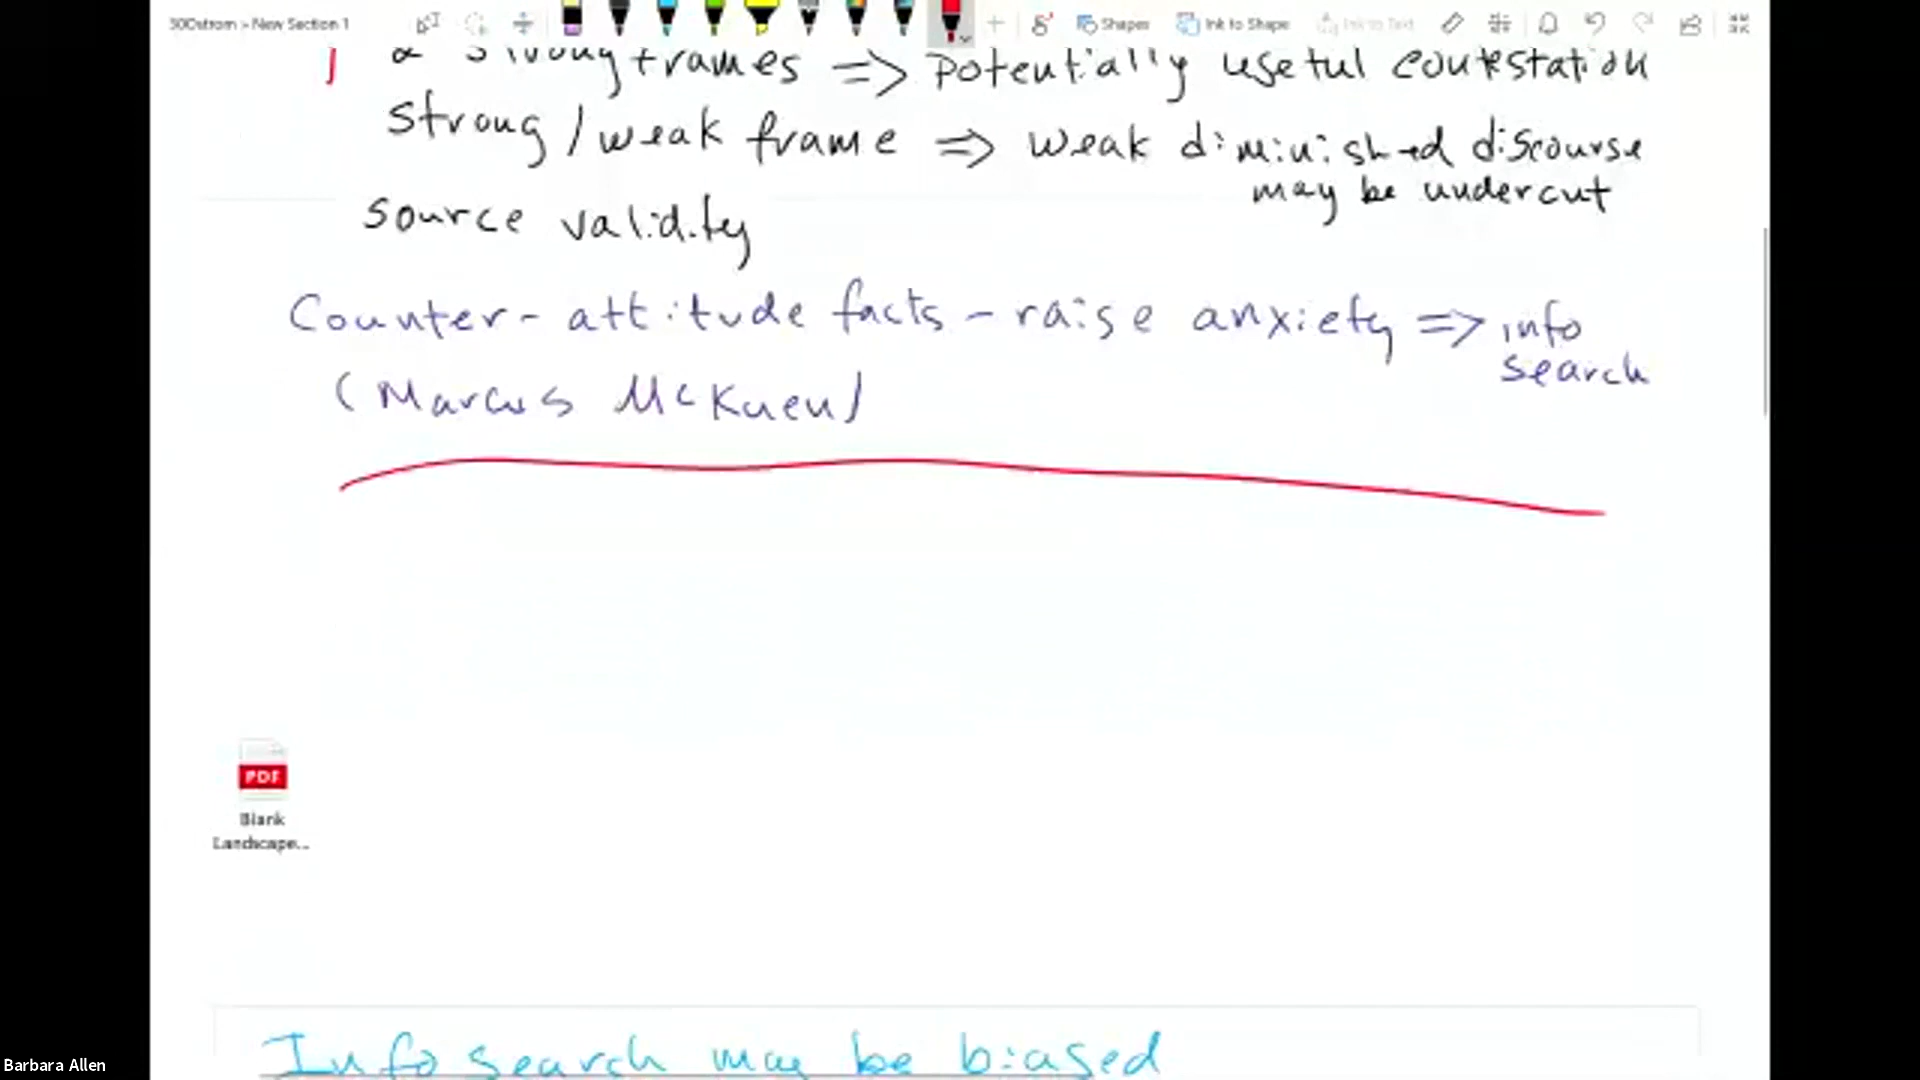 30Ostrom > New Section 1
Shapes
Ink to Shape
Ink to Text
2 strong frames => potentially useful contestation
strong / weak frame => weak diminished discourse
may be undercut
source validity
Counter-attitude facts - raise anxiety => info
search
(Marcus McKuen)
PDF
Blank
Landscape...
Info search may be biased
Barbara Allen